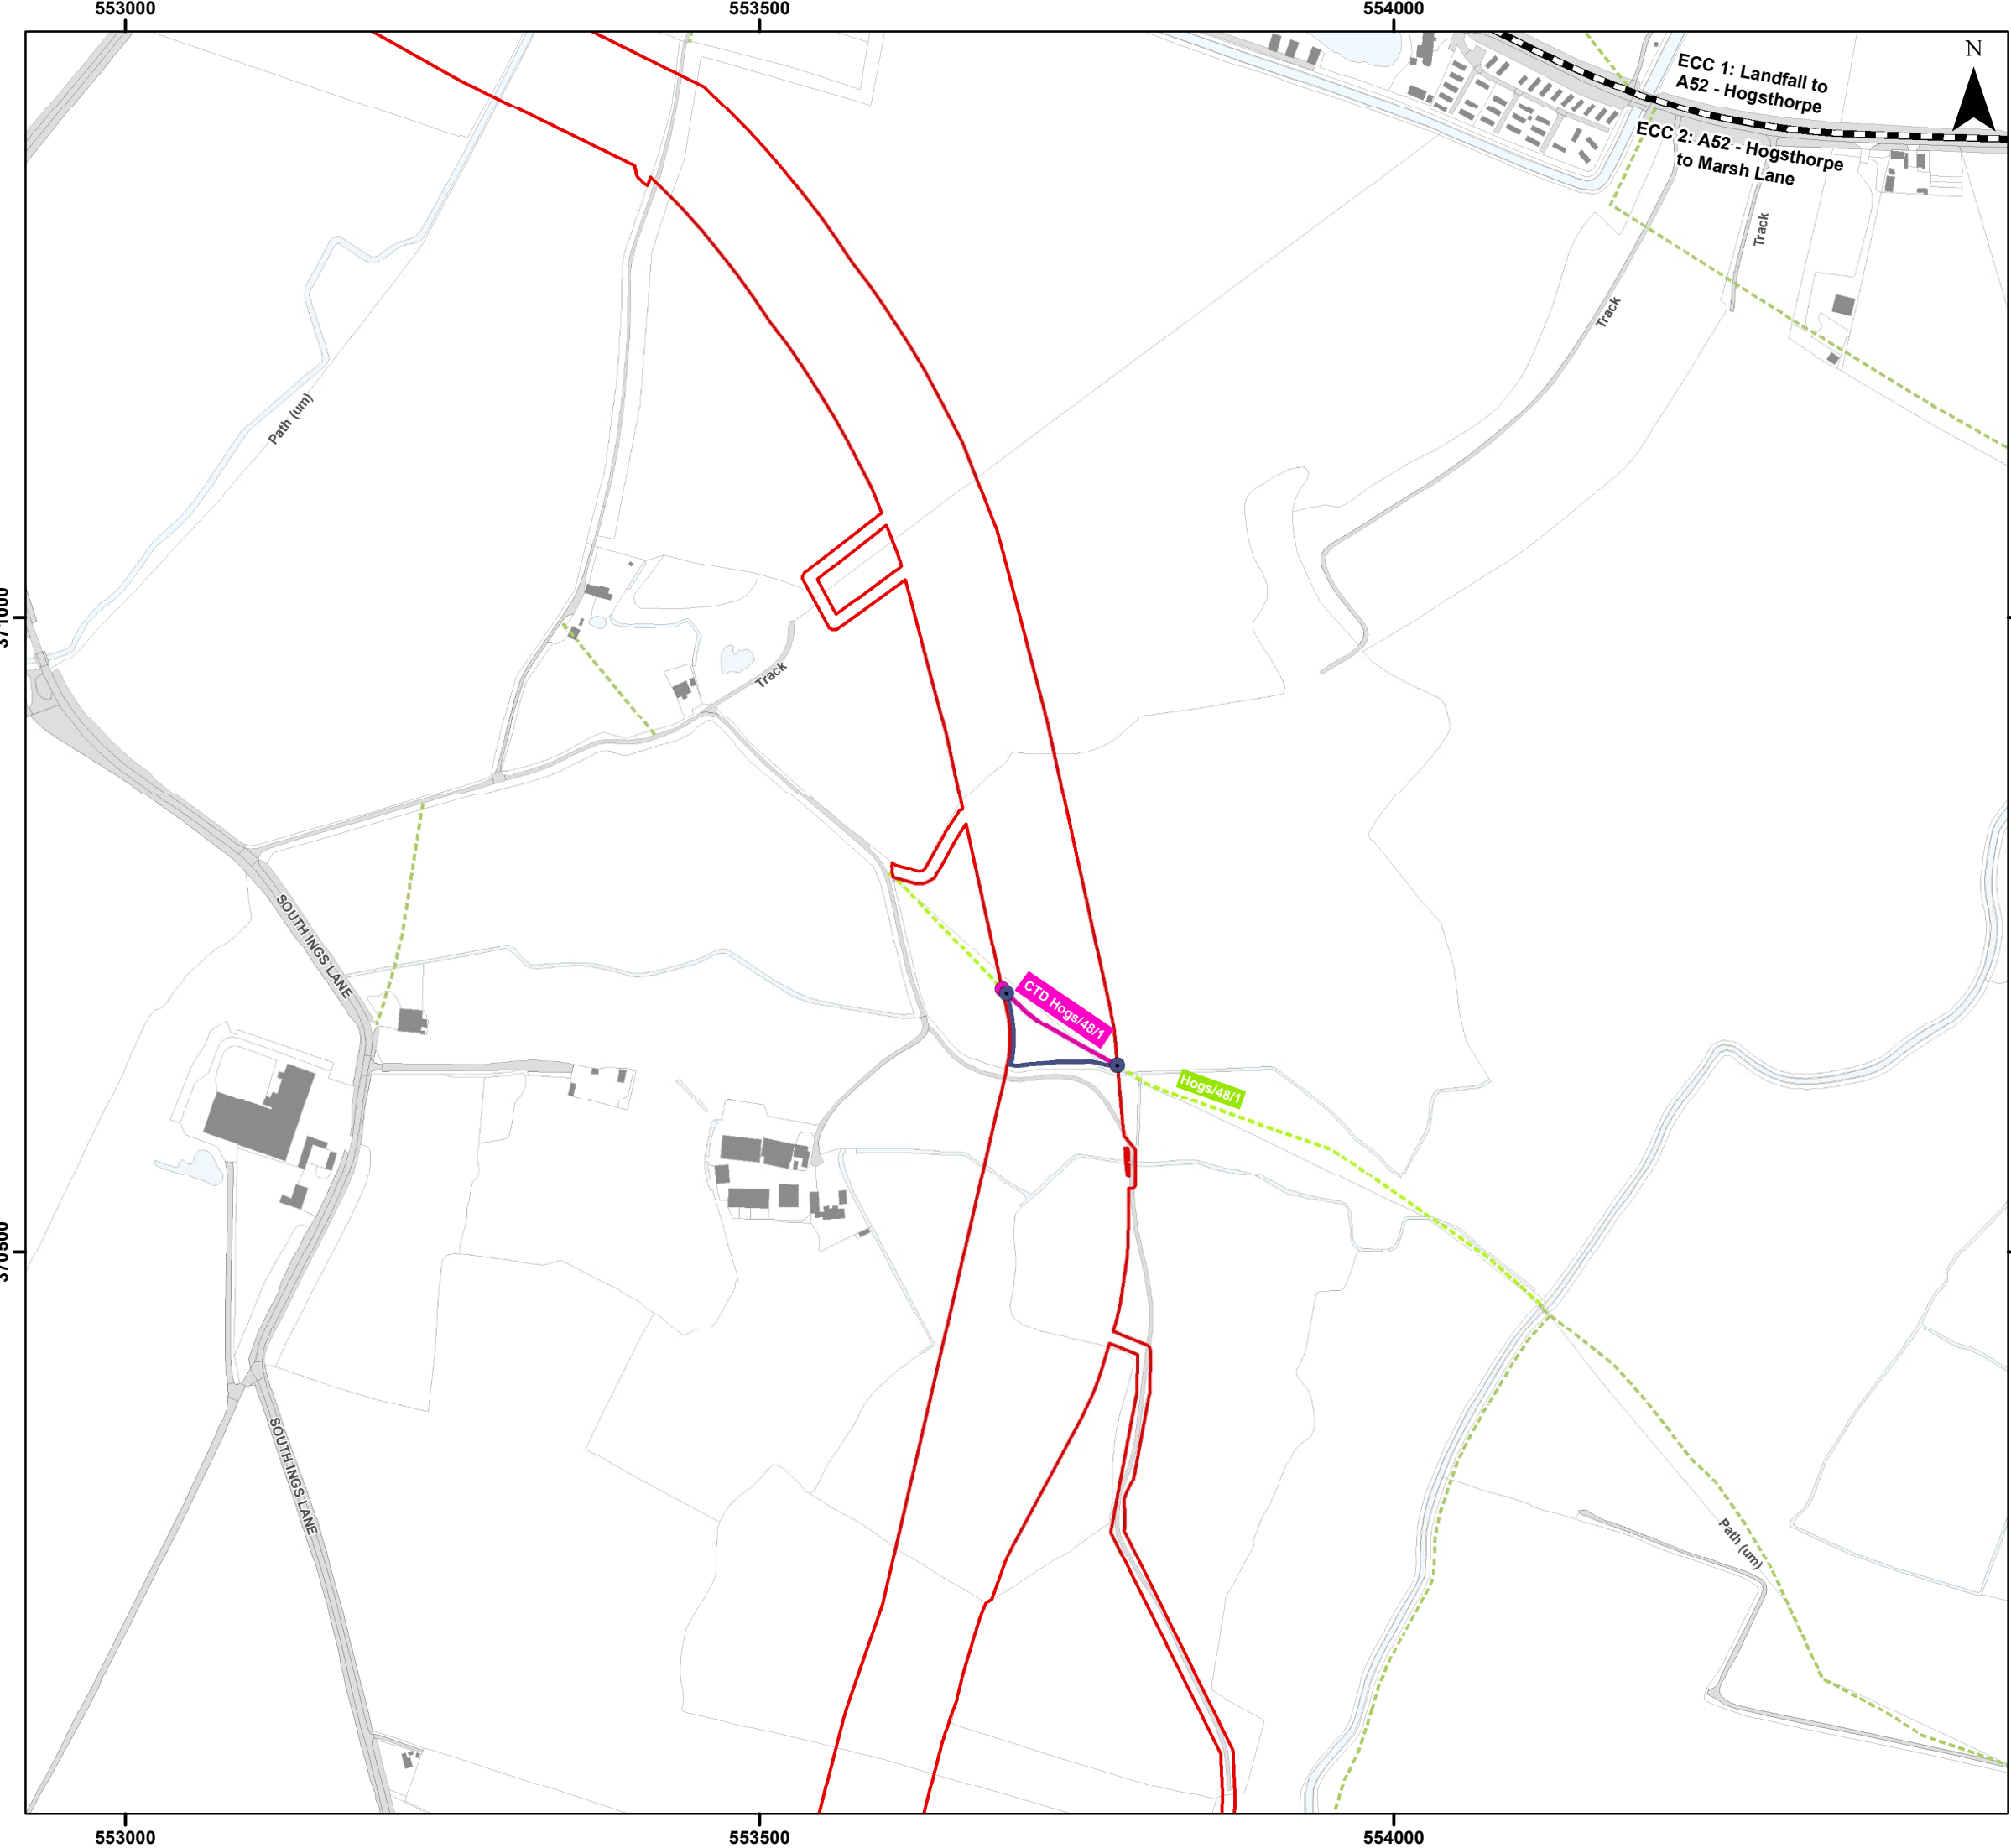 553000
553500
554000
N
ECC 1: Landfall to
A52 - Hogsthorpe
ECC 2: A52 - Hogsthorpe
to Marsh Lane
Track
Track
Path (um)
Track
SOUTH INGS LANE
CTD Hogs/48/1
Hogs/48/1
SOUTH INGS LANE
Path (um)
371000
370500
553000
553500
554000